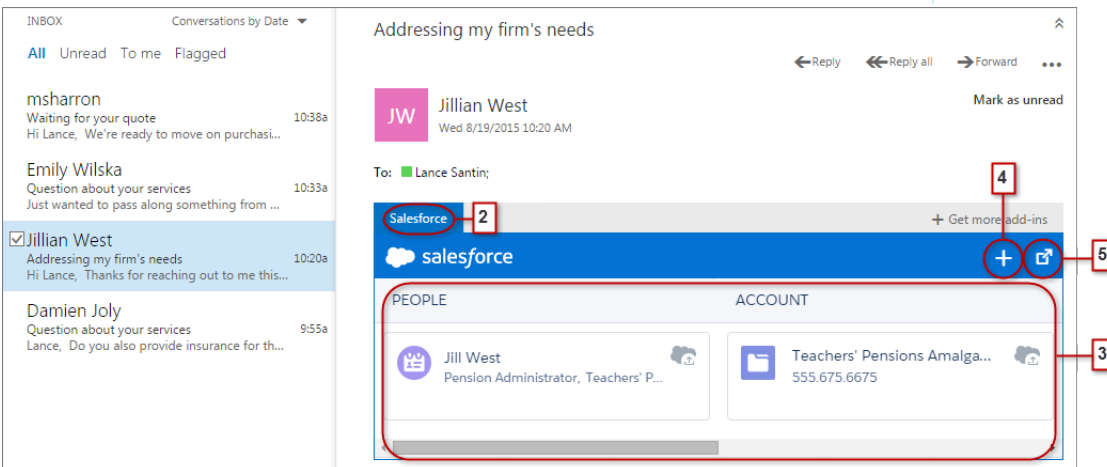 INBOX
Conversations by Date
All Unread To me Flagged
msharron
Waiting for your quote 10:38a
Hi Lance, We're ready to move on purchasi...
Emily Wilska
Question about your services 10:33a
Just wanted to pass along something from ...
Jillian West
Addressing my firm's needs 10:20a
Hi Lance, Thanks for reaching out to me this...
Damien Joly
Question about your services 9:55a
Lance, Do you also provide insurance for th...
Addressing my firm's needs
Reply Reply all Forward ...
JW
Jillian West
Wed 8/19/2015 10:20 AM
Mark as unread
To: Lance Santin;
4
Salesforce 2
+ Get more add-ins
salesforce
+
5
PEOPLE ACCOUNT
Jill West
Pension Administrator, Teachers' P...
Teachers' Pensions Amalga...
555.675.6675
3